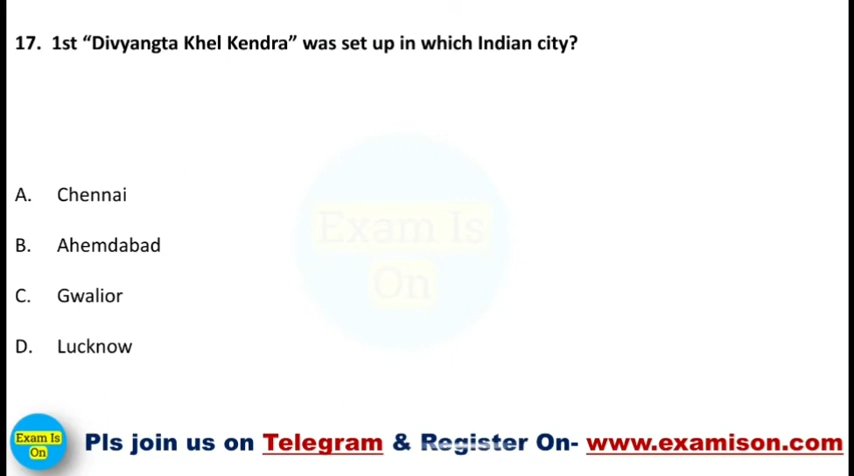 17. 1st “Divyangta Khel Kendra” was set up in which Indian city?
A. Chennai
Exam Is
B. Ahemdabad
On
C. Gwalior
D. Lucknow
Exam Is
On
Pls join us on Telegram & Register On- www.examison.com